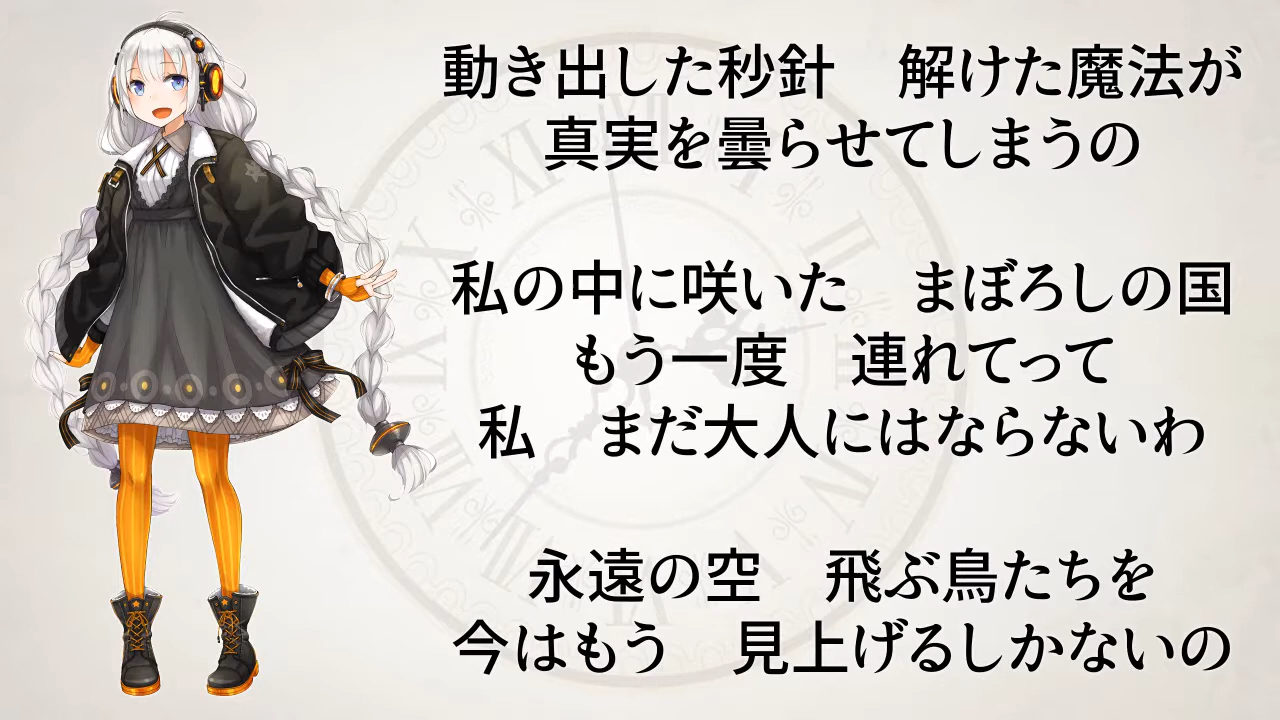 動き出した秒針　解けた魔法が
真実を曇らせてしまうの
私の中に咲いた　まぼろしの国
もう一度　連れてって
私　まだ大人にはならないわ
永遠の空　飛ぶ鳥たちを
今はもう　見上げるしかないの